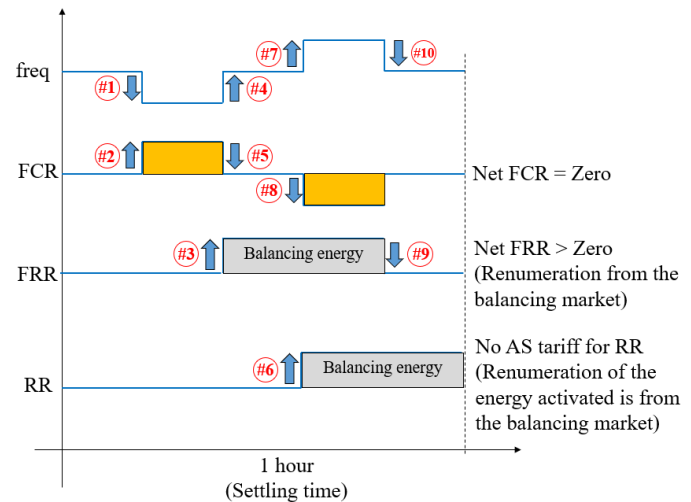 freq
#1
#4
#7
#10
FCR
#2
#5
#8
Net FCR = Zero
FRR
#3
Balancing energy
#9
Net FRR > Zero
(Renumeration from the
balancing market)
RR
#6
Balancing energy
No AS tariff for RR
(Renumeration of the
energy activated is from
the balancing market)
1 hour
(Settling time)